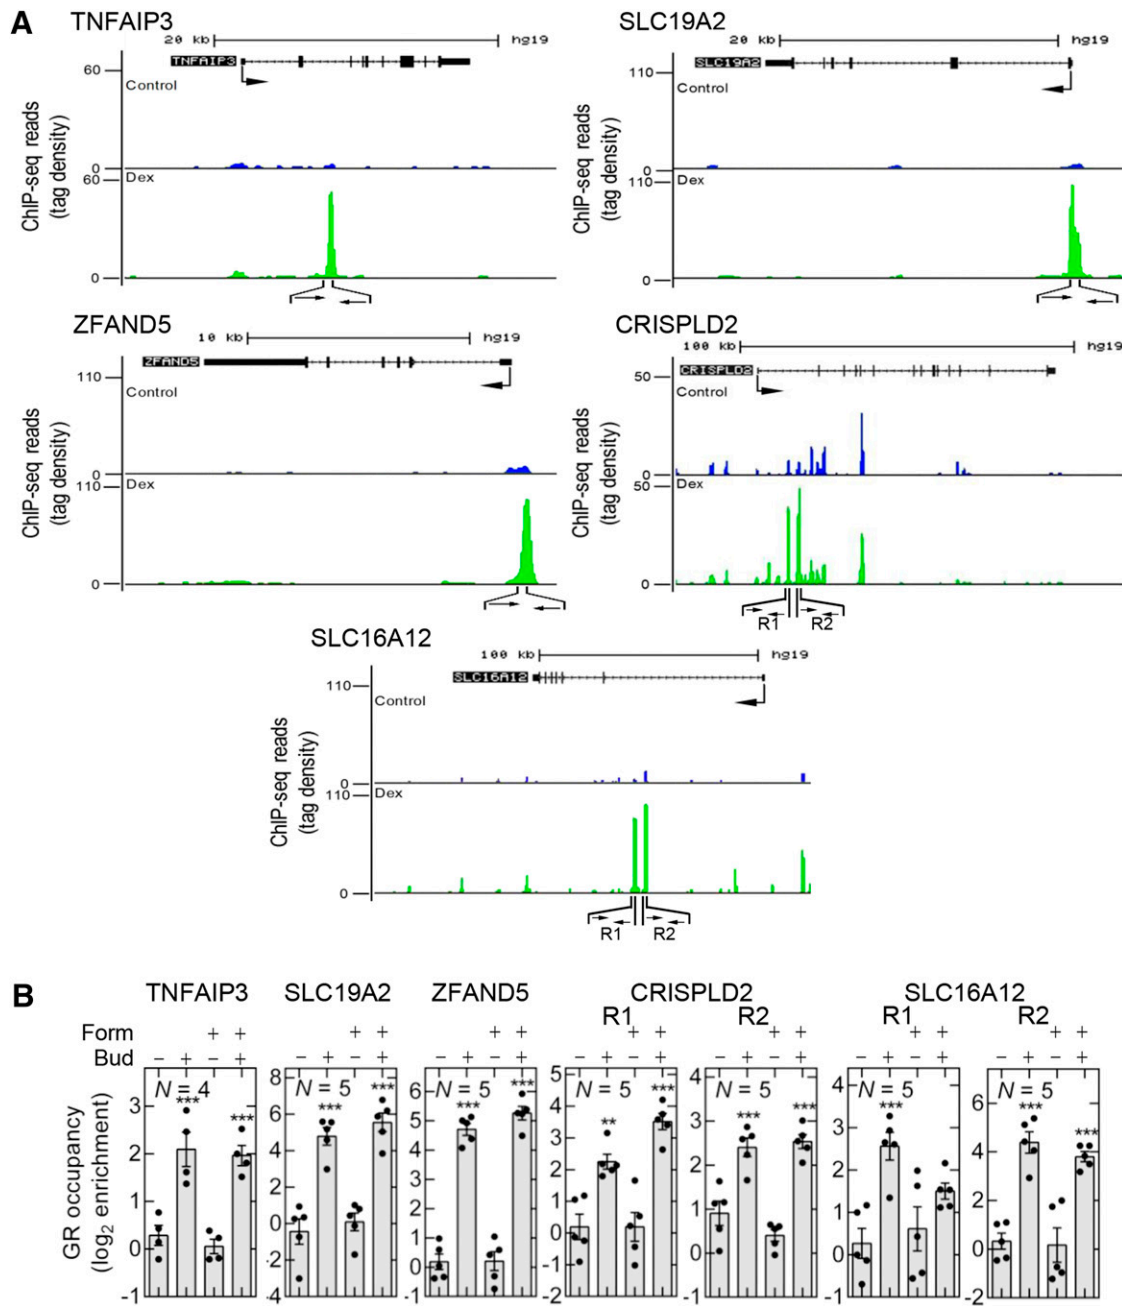 A
TNFAIP3
20 kb hg19
TNFAIP3
60
Control
0
60
Dex
0
ChIP-seq reads
(tag density)
SLC19A2
20 kb hg19
SLC19A2
110
Control
0
110
Dex
0
ChIP-seq reads
(tag density)
ZFAND5
10 kb hg19
ZFAND5
110
Control
0
110
Dex
0
ChIP-seq reads
(tag density)
CRISPLD2
100 kb hg19
CRISPLD2
50
Control
0
50
Dex
0
R1 R2
ChIP-seq reads
(tag density)
SLC16A12
100 kb hg19
SLC16A12
110
Control
0
110
Dex
0
R1 R2
ChIP-seq reads
(tag density)
B
TNFAIP3 SLC19A2 ZFAND5 CRISPLD2 SLC16A12
R1 R2 R1 R2
Form + + + + + + + + + + + + + +
Bud – + – + – + – + – + – + – + – + – + – + – + – + – + – +
GR occupancy
(log2 enrichment)
N = 4
*** ***
3
2
1
0
-1
N = 5
*** ***
8
6
4
2
0
-2
-4
N = 5
*** ***
6
5
4
3
2
1
0
-1
N = 5
** ***
5
4
3
2
1
0
-1
-2
N = 5
*** ***
4
3
2
1
0
-1
N = 5
***
4
3
2
1
0
-1
N = 5
*** ***
6
4
2
0
-2